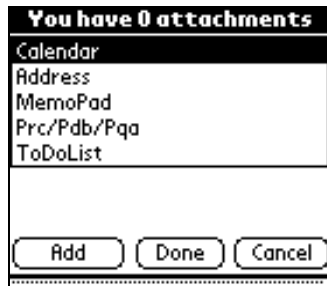 You have 0 attachments
Calendar
Address
MemoPad
Prc/Pdb/Pqa
ToDoList
Add Done Cancel